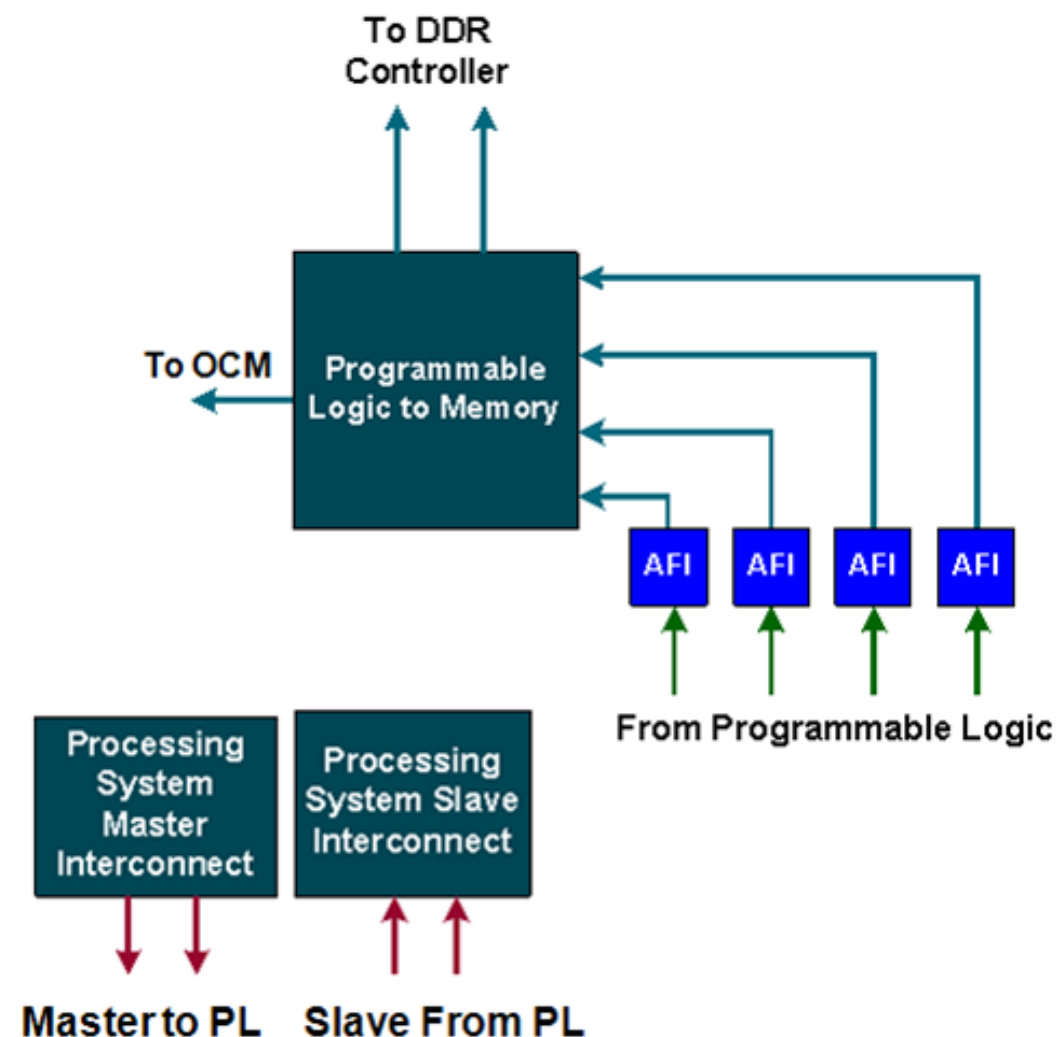 To DDR
Controller
To OCM
Programmable
Logic to Memory
AFI
AFI
AFI
AFI
From Programmable Logic
Processing
System
Master
Interconnect
Processing
System Slave
Interconnect
Master to PL
Slave From PL